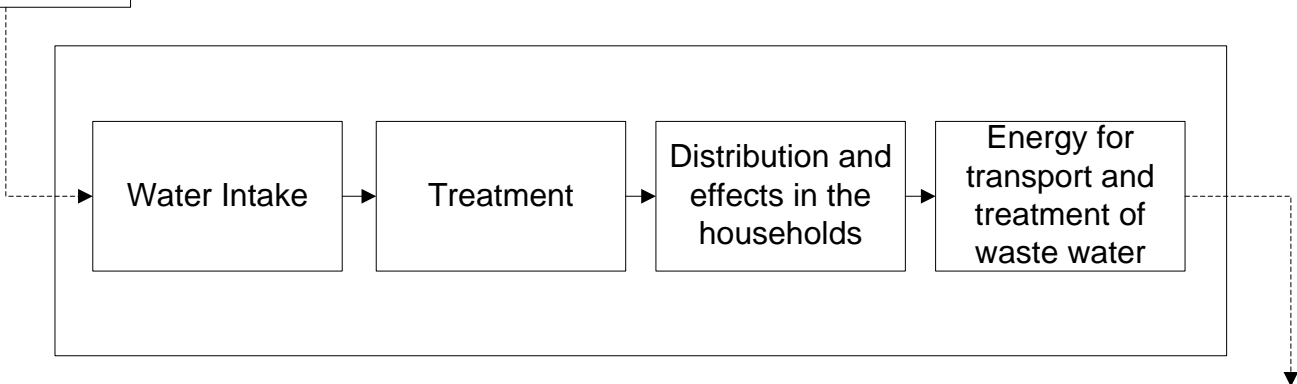 Water Intake
Treatment
Distribution and
effects in the
households
Energy for
transport and
treatment of
waste water